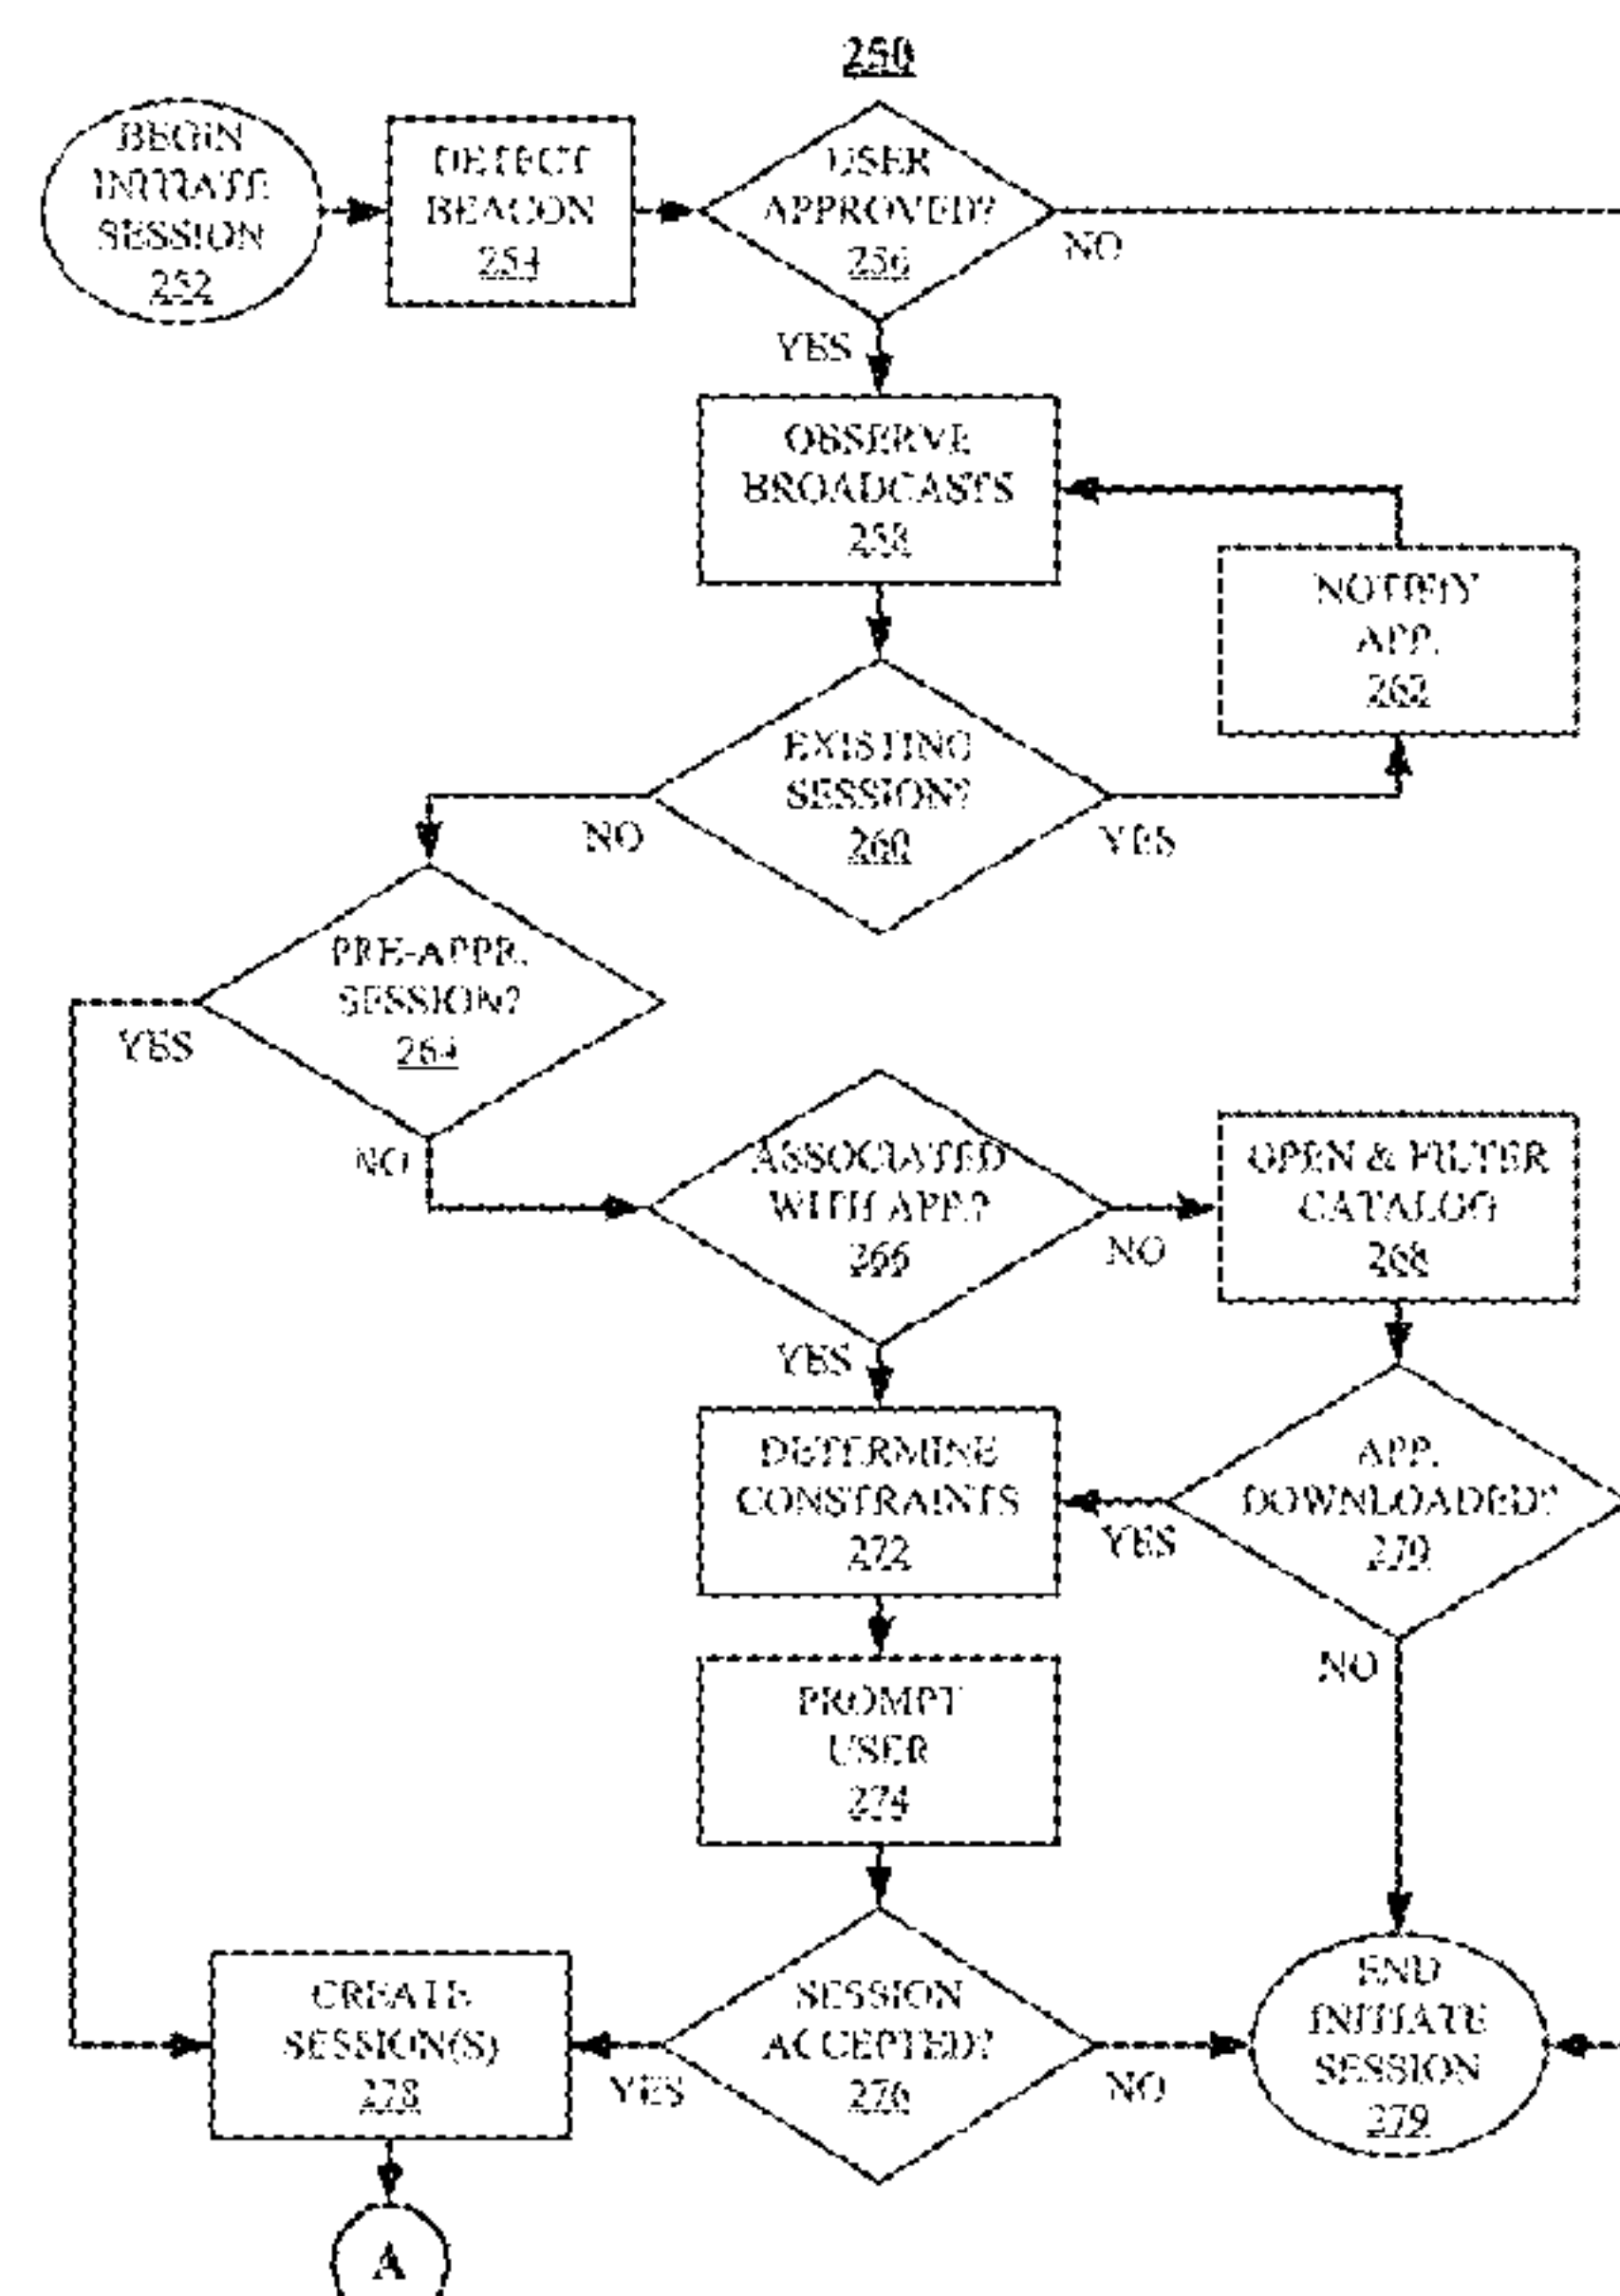 250
BEGIN
INITIATE
SESSION
252
DETECT
BEACON
254
USER
APPROVED?
256
NO
YES
OBSERVE
BROADCASTS
258
NOTIFY
APP.
262
EXISTING
SESSION?
260
NO
YES
PRE-APPR.
SESSION?
264
YES
NO
ASSOCIATED
WITH APP.?
266
NO
YES
OPEN & FILTER
CATALOG
268
DETERMINE
CONSTRAINTS
272
APP.
DOWNLOADED?
270
YES
NO
PROMPT
USER
274
CREATE
SESSION(S)
278
SESSION
ACCEPTED?
276
YES
NO
END
INITIATE
SESSION
279
A